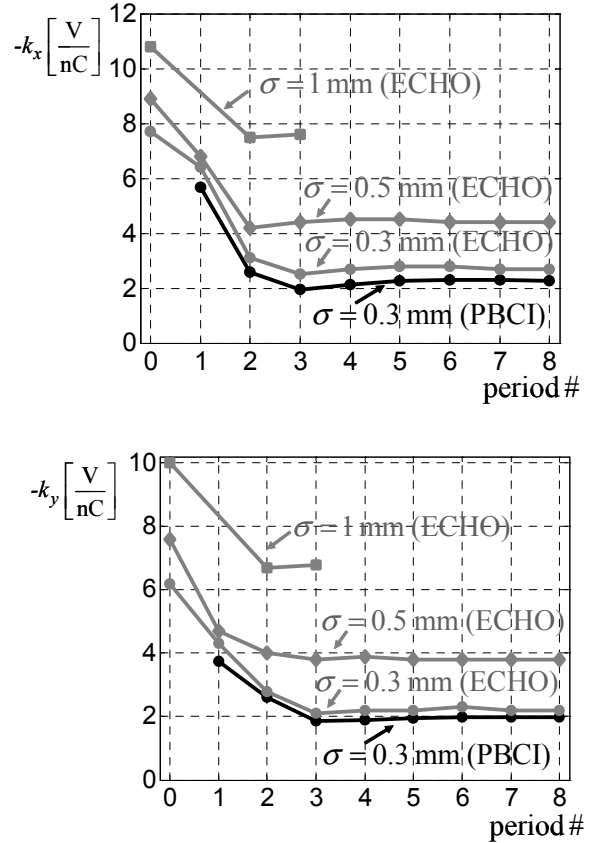 12
-kx [V/nC]
10
σ = 1 mm (ECHO)
8
6
σ = 0.5 mm (ECHO)
4
σ = 0.3 mm (ECHO)
2
σ = 0.3 mm (PBCI)
0
0 1 2 3 4 5 6 7 8
period #
10
-ky [V/nC]
8
σ = 1 mm (ECHO)
6
σ = 0.5 mm (ECHO)
4
σ = 0.3 mm (ECHO)
2
σ = 0.3 mm (PBCI)
0
0 1 2 3 4 5 6 7 8
period #